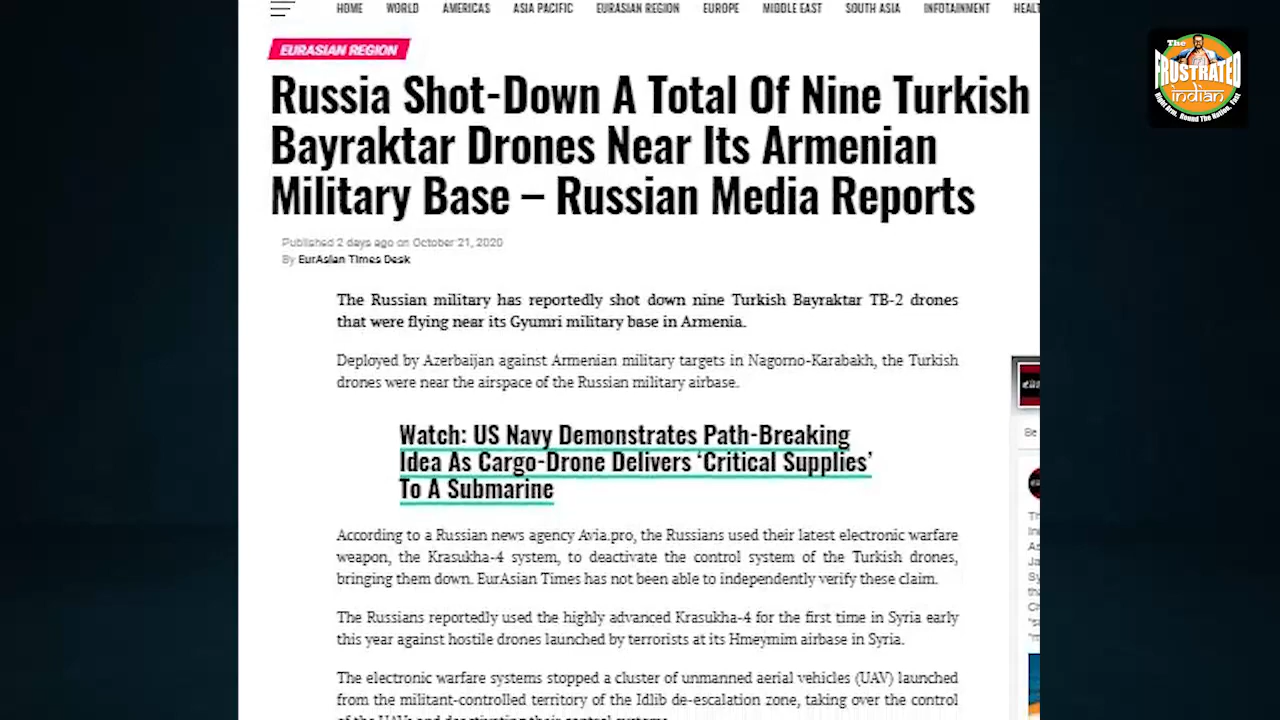 HOME WORLD AMERICAS ASIA PACIFIC EURASIAN REGION EUROPE MIDDLE EAST SOUTH ASIA INFOTAINMENT
The
FRUSTRATED
indian
EURASIAN REGION
Russia Shot-Down A Total Of Nine Turkish
Bayraktar Drones Near Its Armenian
Military Base – Russian Media Reports
Published 2 days ago on October 21, 2020
By EurAsian Times Desk
The Russian military has reportedly shot down nine Turkish Bayraktar TB-2 drones
that were flying near its Gyumri military base in Armenia.
Deployed by Azerbaijan against Armenian military targets in Nagorno-Karabakh, the Turkish
drones were near the airspace of the Russian military airbase.
Watch: US Navy Demonstrates Path-Breaking
Idea As Cargo-Drone Delivers ‘Critical Supplies’
To A Submarine
Be
According to a Russian news agency Avia.pro, the Russians used their latest electronic warfare
weapon, the Krasukha-4 system, to deactivate the control system of the Turkish drones,
bringing them down. EurAsian Times has not been able to independently verify these claim.
The Russians reportedly used the highly advanced Krasukha-4 for the first time in Syria early
this year against hostile drones launched by terrorists at its Hmeymim airbase in Syria.
The electronic warfare systems stopped a cluster of unmanned aerial vehicles (UAV) launched
from the militant-controlled territory of the Idlib de-escalation zone, taking over the control